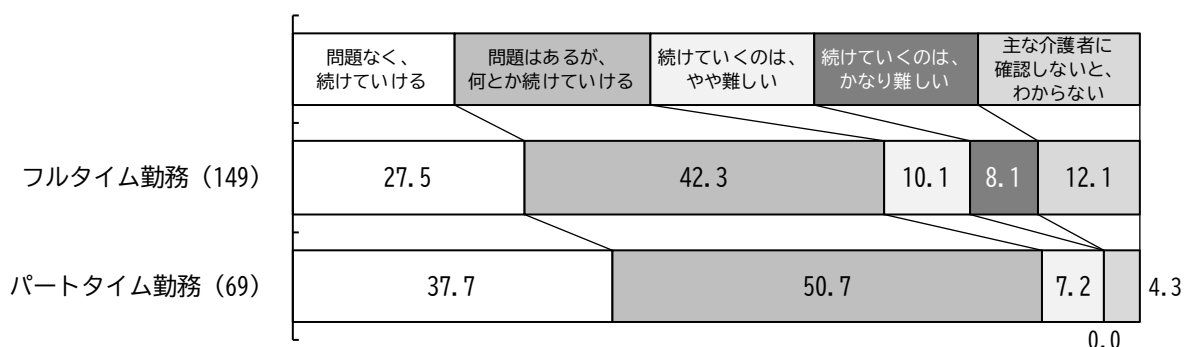 問題なく、
続けていける
問題はあるが、
何とか続けていける
続けていくのは、
やや難しい
続けていくのは、
かなり難しい
主な介護者に
確認しないと、
わからない
フルタイム勤務（149）
27.5
42.3
10.1
8.1
12.1
パートタイム勤務（69）
37.7
50.7
7.2
4.3
0.0